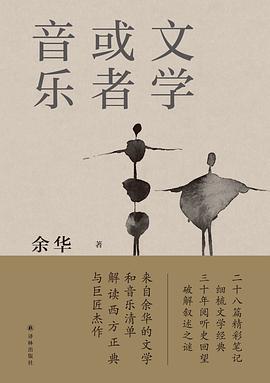 文学
或者
音乐
余华 著
二十八篇精彩笔记
细梳文学经典
三十年阅听史回望
破解叙述之谜
来自余华的文学
和音乐清单
解读西方正典
与巨匠杰作
译林出版社